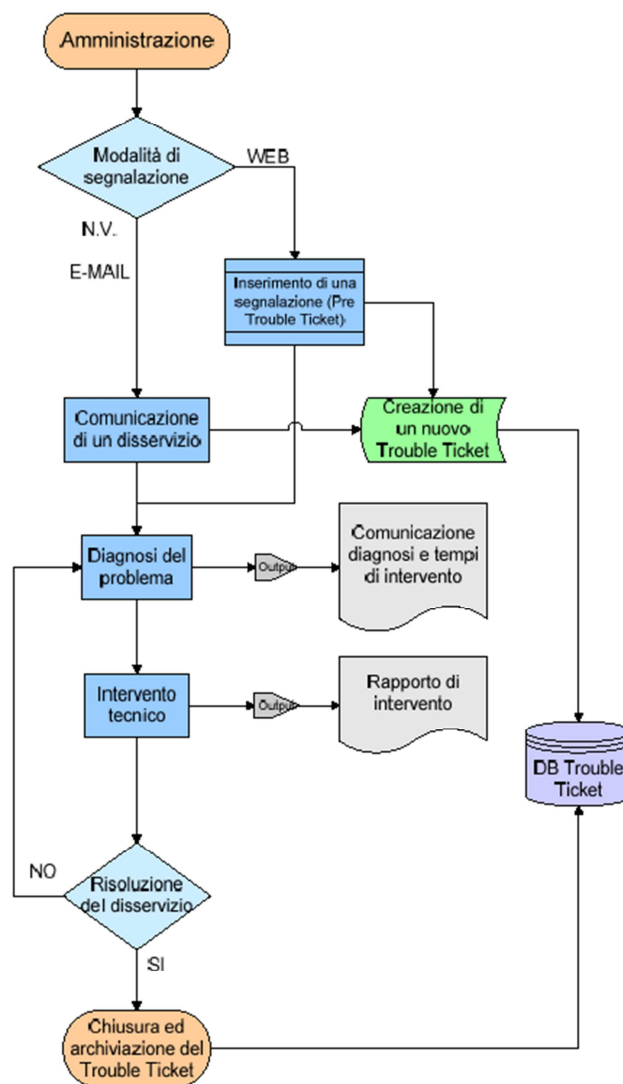 Amministrazione
Modalità di
segnalazione
WEB
N.V.
E-MAIL
Inserimento di una
segnalazione (Pre
Trouble Ticket)
Comunicazione
di un disservizio
Creazione di
un nuovo
Trouble Ticket
Diagnosi del
problema
Output
Comunicazione
diagnosi e tempi
di intervento
Intervento
tecnico
Output
Rapporto di
intervento
DB Trouble
Ticket
NO
Risoluzione
del disservizio
SI
Chiusura ed
archiviazione del
Trouble Ticket